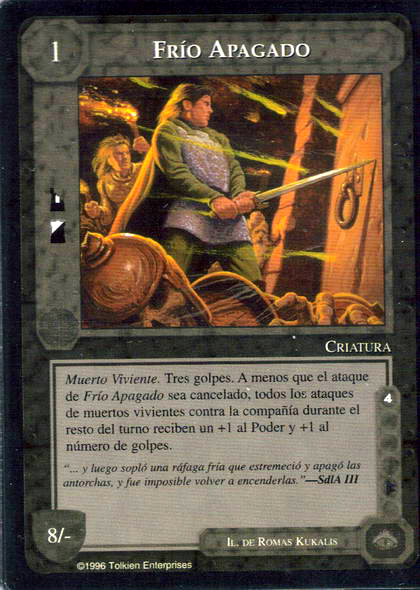 1
FRÍO APAGADO
CRIATURA
Muerto Viviente. Tres golpes. A menos que el ataque
de Frío Apagado sea cancelado, todos los ataques
de muertos vivientes contra la compañía durante el
resto del turno reciben un +1 al Poder y +1 al
número de golpes.
4
“... y luego sopló una ráfaga fría que estremeció y apagó las
antorchas, y fue imposible volver a encenderlas.”—SdlA III
8/-
IL. DE ROMAS KUKALIS
©1996 Tolkien Enterprises